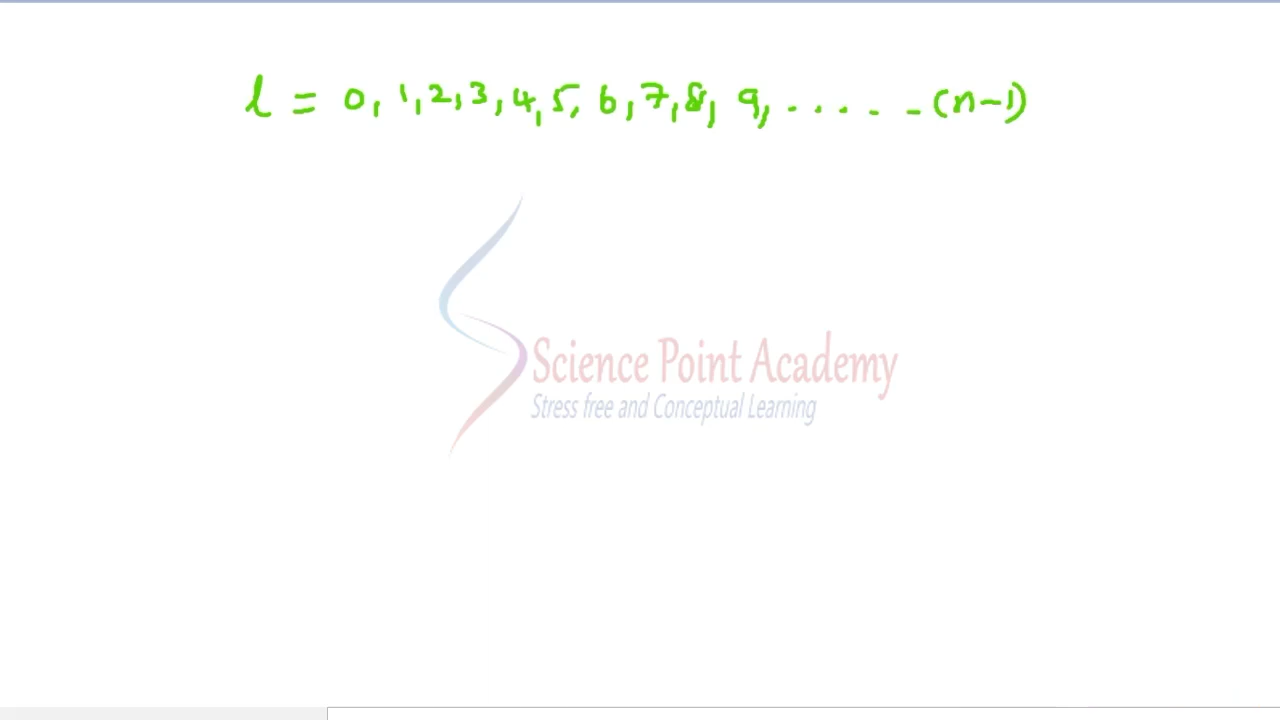 l = 0, 1, 2, 3, 4, 5, 6, 7, 8, 9, ...... (n-1)
Science Point Academy
Stress free and Conceptual Learning